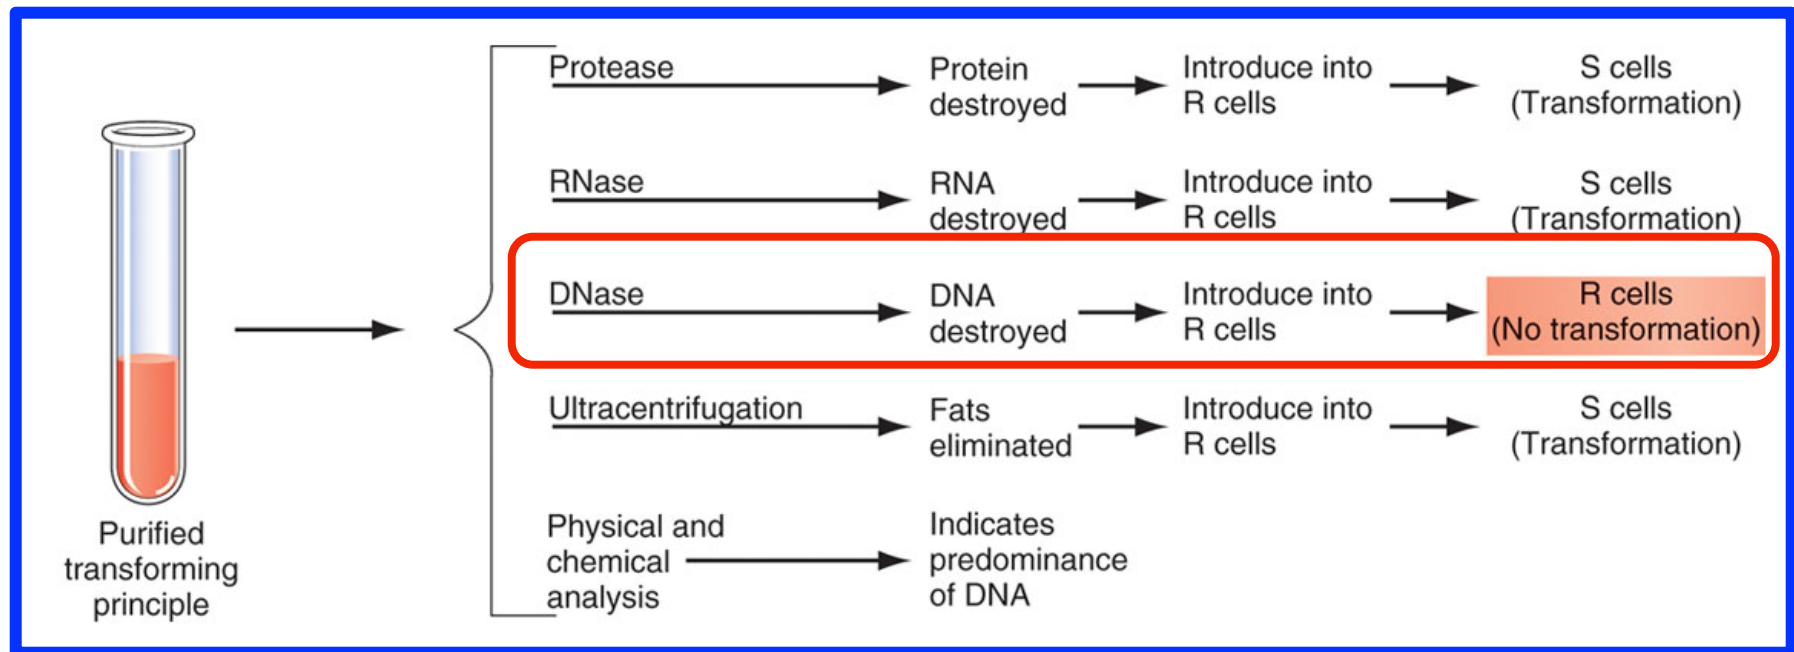 Protease
Protein
destroyed
Introduce into
R cells
S cells
(Transformation)
RNase
RNA
destroyed
Introduce into
R cells
S cells
(Transformation)
DNase
DNA
destroyed
Introduce into
R cells
R cells
(No transformation)
Ultracentrifugation
Fats
eliminated
Introduce into
R cells
S cells
(Transformation)
Physical and
chemical
analysis
Indicates
predominance
of DNA
Purified
transforming
principle